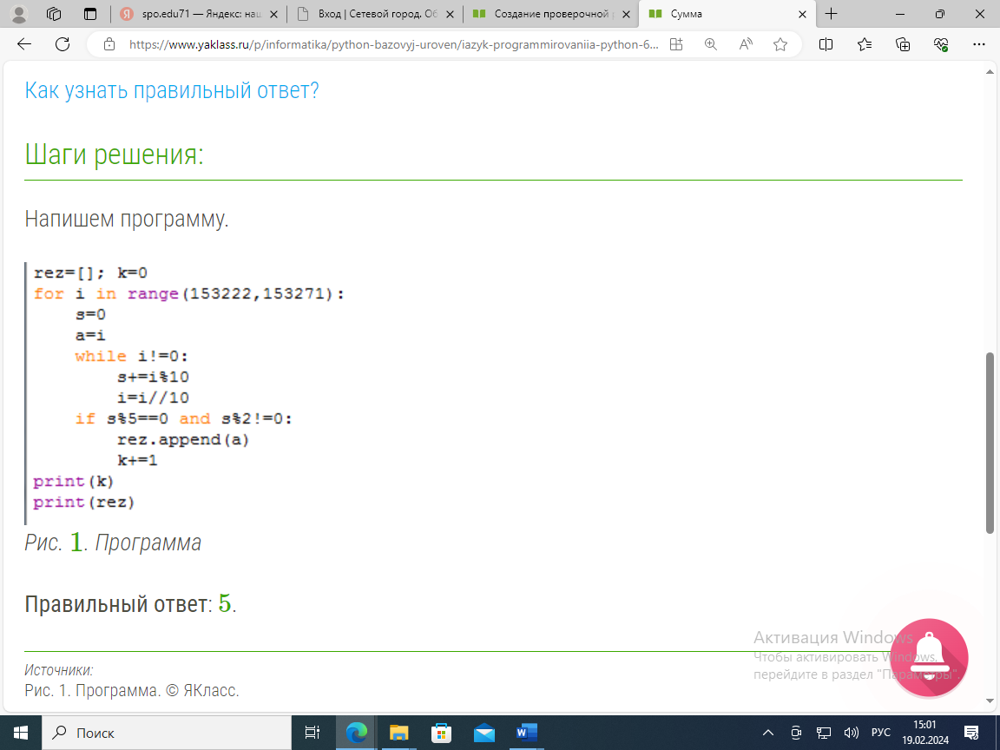 spo.edu71 — Яндекс: наш
Вход | Сетевой город. Об
Создание проверочной р
Сумма
https://www.yaklass.ru/p/informatika/python-bazovyj-uroven/iazyk-programmirovaniia-python-6...
Как узнать правильный ответ?
Шаги решения:
Напишем программу.
rez=[]; k=0
for i in range(153222,153271):
s=0
a=i
while i!=0:
s+=i%10
i=i//10
if s%5==0 and s%2!=0:
rez.append(a)
k+=1
print(k)
print(rez)
Рис. 1. Программа
Правильный ответ: 5.
Активация Windows
Чтобы активировать Windows,
перейдите в раздел "Параметры".
Источники:
Рис. 1. Программа. © ЯКласс.
Поиск
РУС
15:01
19.02.2024